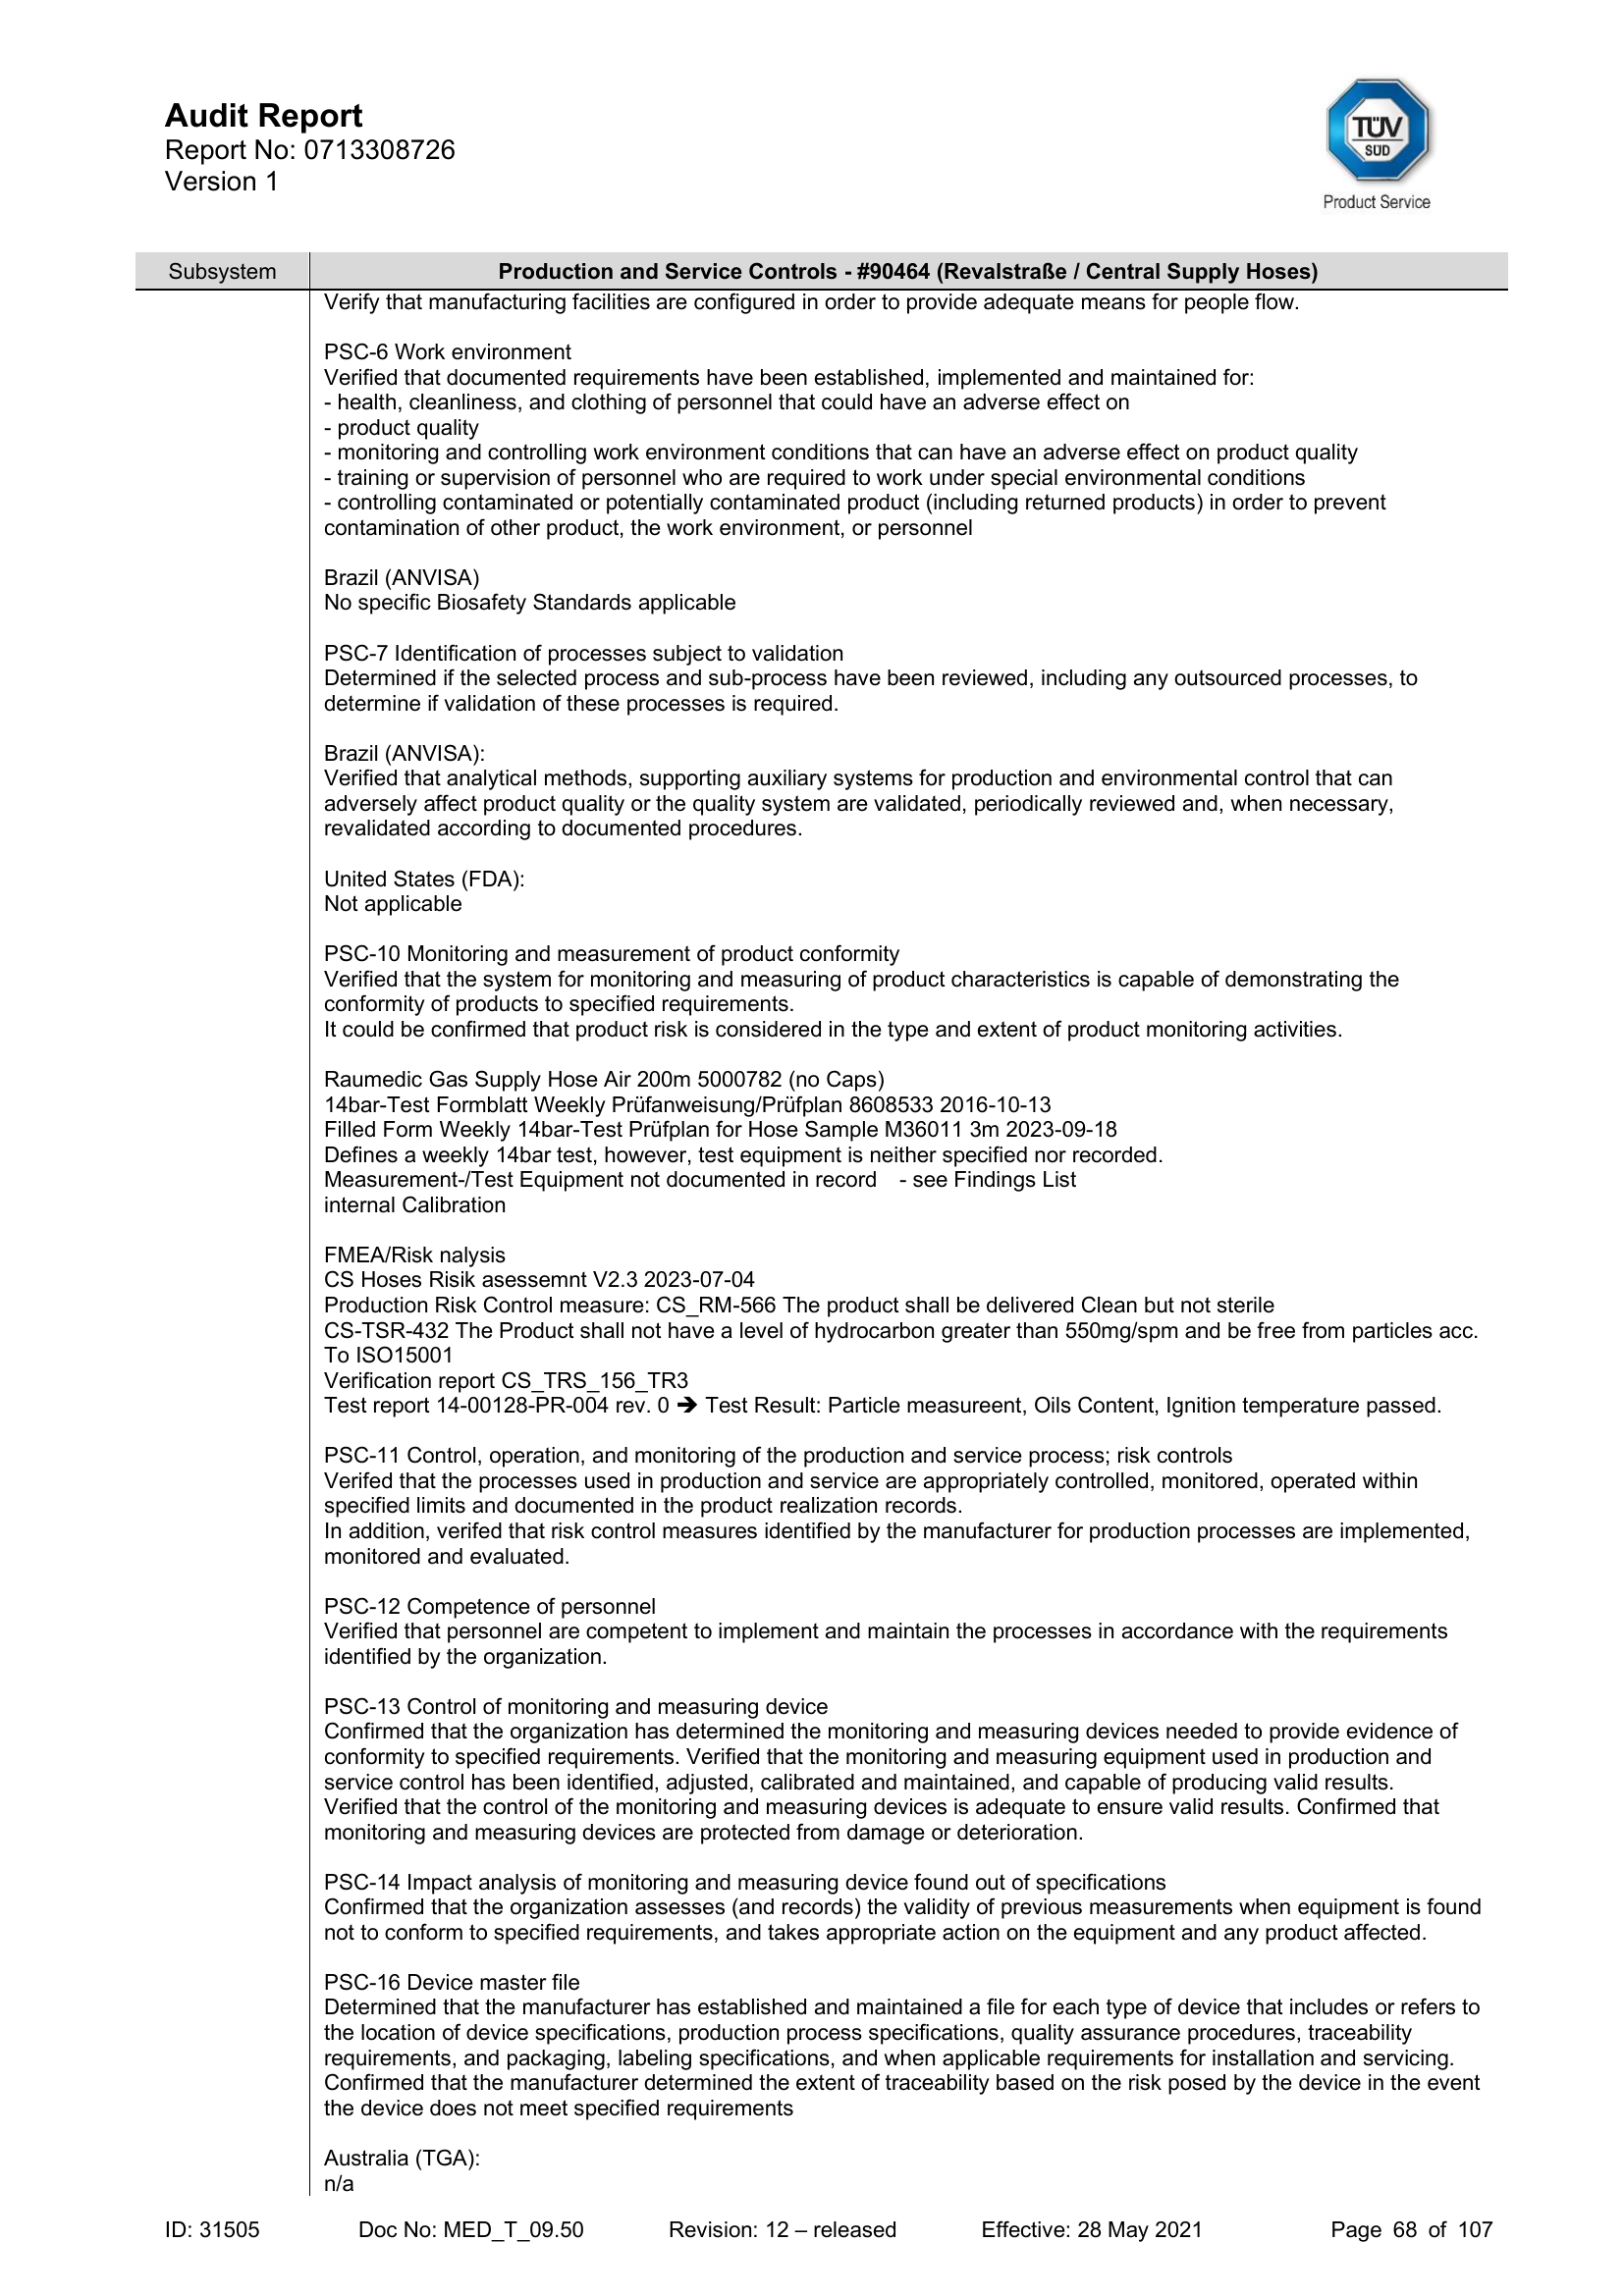 Audit Report
Report No: 0713308726
Version 1
TÜV
SÜD
Product Service
Subsystem
Production and Service Controls - #90464 (Revalstraße / Central Supply Hoses)
Verify that manufacturing facilities are configured in order to provide adequate means for people flow.
PSC-6 Work environment
Verified that documented requirements have been established, implemented and maintained for:
- health, cleanliness, and clothing of personnel that could have an adverse effect on
- product quality
- monitoring and controlling work environment conditions that can have an adverse effect on product quality
- training or supervision of personnel who are required to work under special environmental conditions
- controlling contaminated or potentially contaminated product (including returned products) in order to prevent
contamination of other product, the work environment, or personnel
Brazil (ANVISA)
No specific Biosafety Standards applicable
PSC-7 Identification of processes subject to validation
Determined if the selected process and sub-process have been reviewed, including any outsourced processes, to
determine if validation of these processes is required.
Brazil (ANVISA):
Verified that analytical methods, supporting auxiliary systems for production and environmental control that can
adversely affect product quality or the quality system are validated, periodically reviewed and, when necessary,
revalidated according to documented procedures.
United States (FDA):
Not applicable
PSC-10 Monitoring and measurement of product conformity
Verified that the system for monitoring and measuring of product characteristics is capable of demonstrating the
conformity of products to specified requirements.
It could be confirmed that product risk is considered in the type and extent of product monitoring activities.
Raumedic Gas Supply Hose Air 200m 5000782 (no Caps)
14bar-Test Formblatt Weekly Prüfanweisung/Prüfplan 8608533 2016-10-13
Filled Form Weekly 14bar-Test Prüfplan for Hose Sample M36011 3m 2023-09-18
Defines a weekly 14bar test, however, test equipment is neither specified nor recorded.
Measurement-/Test Equipment not documented in record - see Findings List
internal Calibration
FMEA/Risk nalysis
CS Hoses Risik asessemnt V2.3 2023-07-04
Production Risk Control measure: CS_RM-566 The product shall be delivered Clean but not sterile
CS-TSR-432 The Product shall not have a level of hydrocarbon greater than 550mg/spm and be free from particles acc.
To ISO15001
Verification report CS_TRS_156_TR3
Test report 14-00128-PR-004 rev. 0 ➔ Test Result: Particle measureent, Oils Content, Ignition temperature passed.
PSC-11 Control, operation, and monitoring of the production and service process; risk controls
Verifed that the processes used in production and service are appropriately controlled, monitored, operated within
specified limits and documented in the product realization records.
In addition, verifed that risk control measures identified by the manufacturer for production processes are implemented,
monitored and evaluated.
PSC-12 Competence of personnel
Verified that personnel are competent to implement and maintain the processes in accordance with the requirements
identified by the organization.
PSC-13 Control of monitoring and measuring device
Confirmed that the organization has determined the monitoring and measuring devices needed to provide evidence of
conformity to specified requirements. Verified that the monitoring and measuring equipment used in production and
service control has been identified, adjusted, calibrated and maintained, and capable of producing valid results.
Verified that the control of the monitoring and measuring devices is adequate to ensure valid results. Confirmed that
monitoring and measuring devices are protected from damage or deterioration.
PSC-14 Impact analysis of monitoring and measuring device found out of specifications
Confirmed that the organization assesses (and records) the validity of previous measurements when equipment is found
not to conform to specified requirements, and takes appropriate action on the equipment and any product affected.
PSC-16 Device master file
Determined that the manufacturer has established and maintained a file for each type of device that includes or refers to
the location of device specifications, production process specifications, quality assurance procedures, traceability
requirements, and packaging, labeling specifications, and when applicable requirements for installation and servicing.
Confirmed that the manufacturer determined the extent of traceability based on the risk posed by the device in the event
the device does not meet specified requirements
Australia (TGA):
n/a
ID: 31505 Doc No: MED_T_09.50 Revision: 12 – released Effective: 28 May 2021 Page 68 of 107